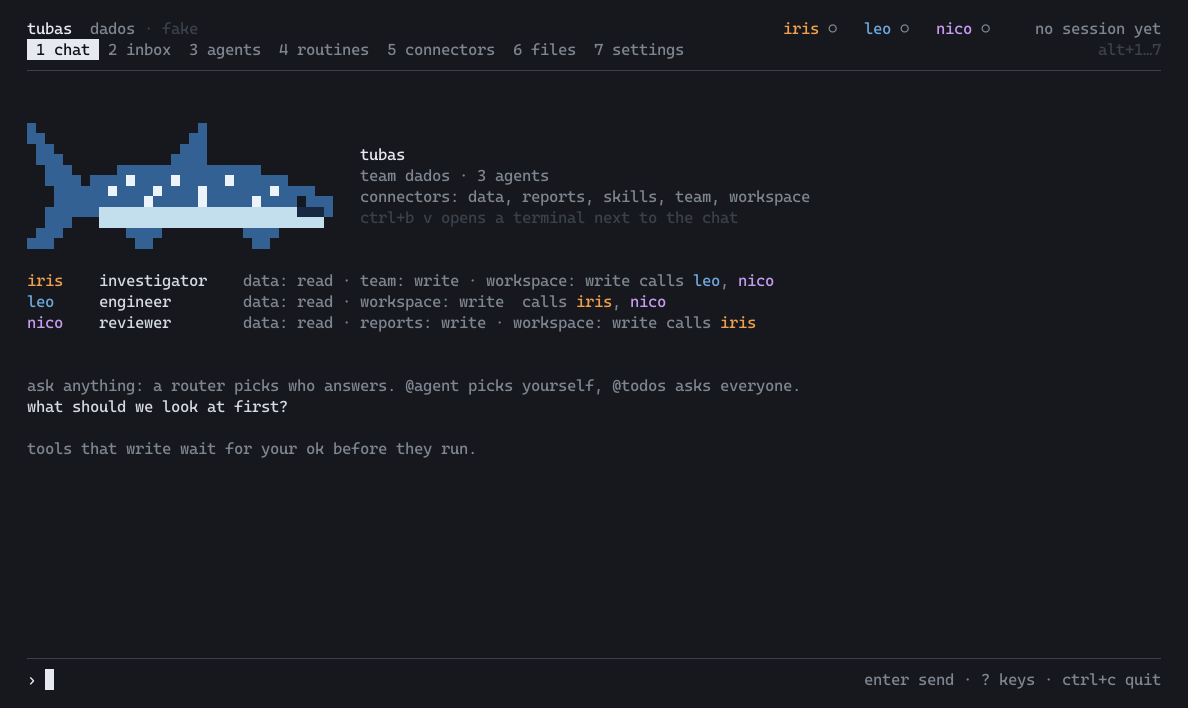 tubas  dados · fake  iris ○  leo ○  nico ○  no session yet
1 chat  2 inbox  3 agents  4 routines  5 connectors  6 files  7 settings  alt+1…7
tubas
team dados · 3 agents
connectors: data, reports, skills, team, workspace
ctrl+b v opens a terminal next to the chat
iris  investigator  data: read · team: write · workspace: write calls leo, nico
leo  engineer  data: read · workspace: write  calls iris, nico
nico  reviewer  data: read · reports: write · workspace: write calls iris
ask anything: a router picks who answers. @agent picks yourself, @todos asks everyone.
what should we look at first?
tools that write wait for your ok before they run.
›  enter send · ? keys · ctrl+c quit